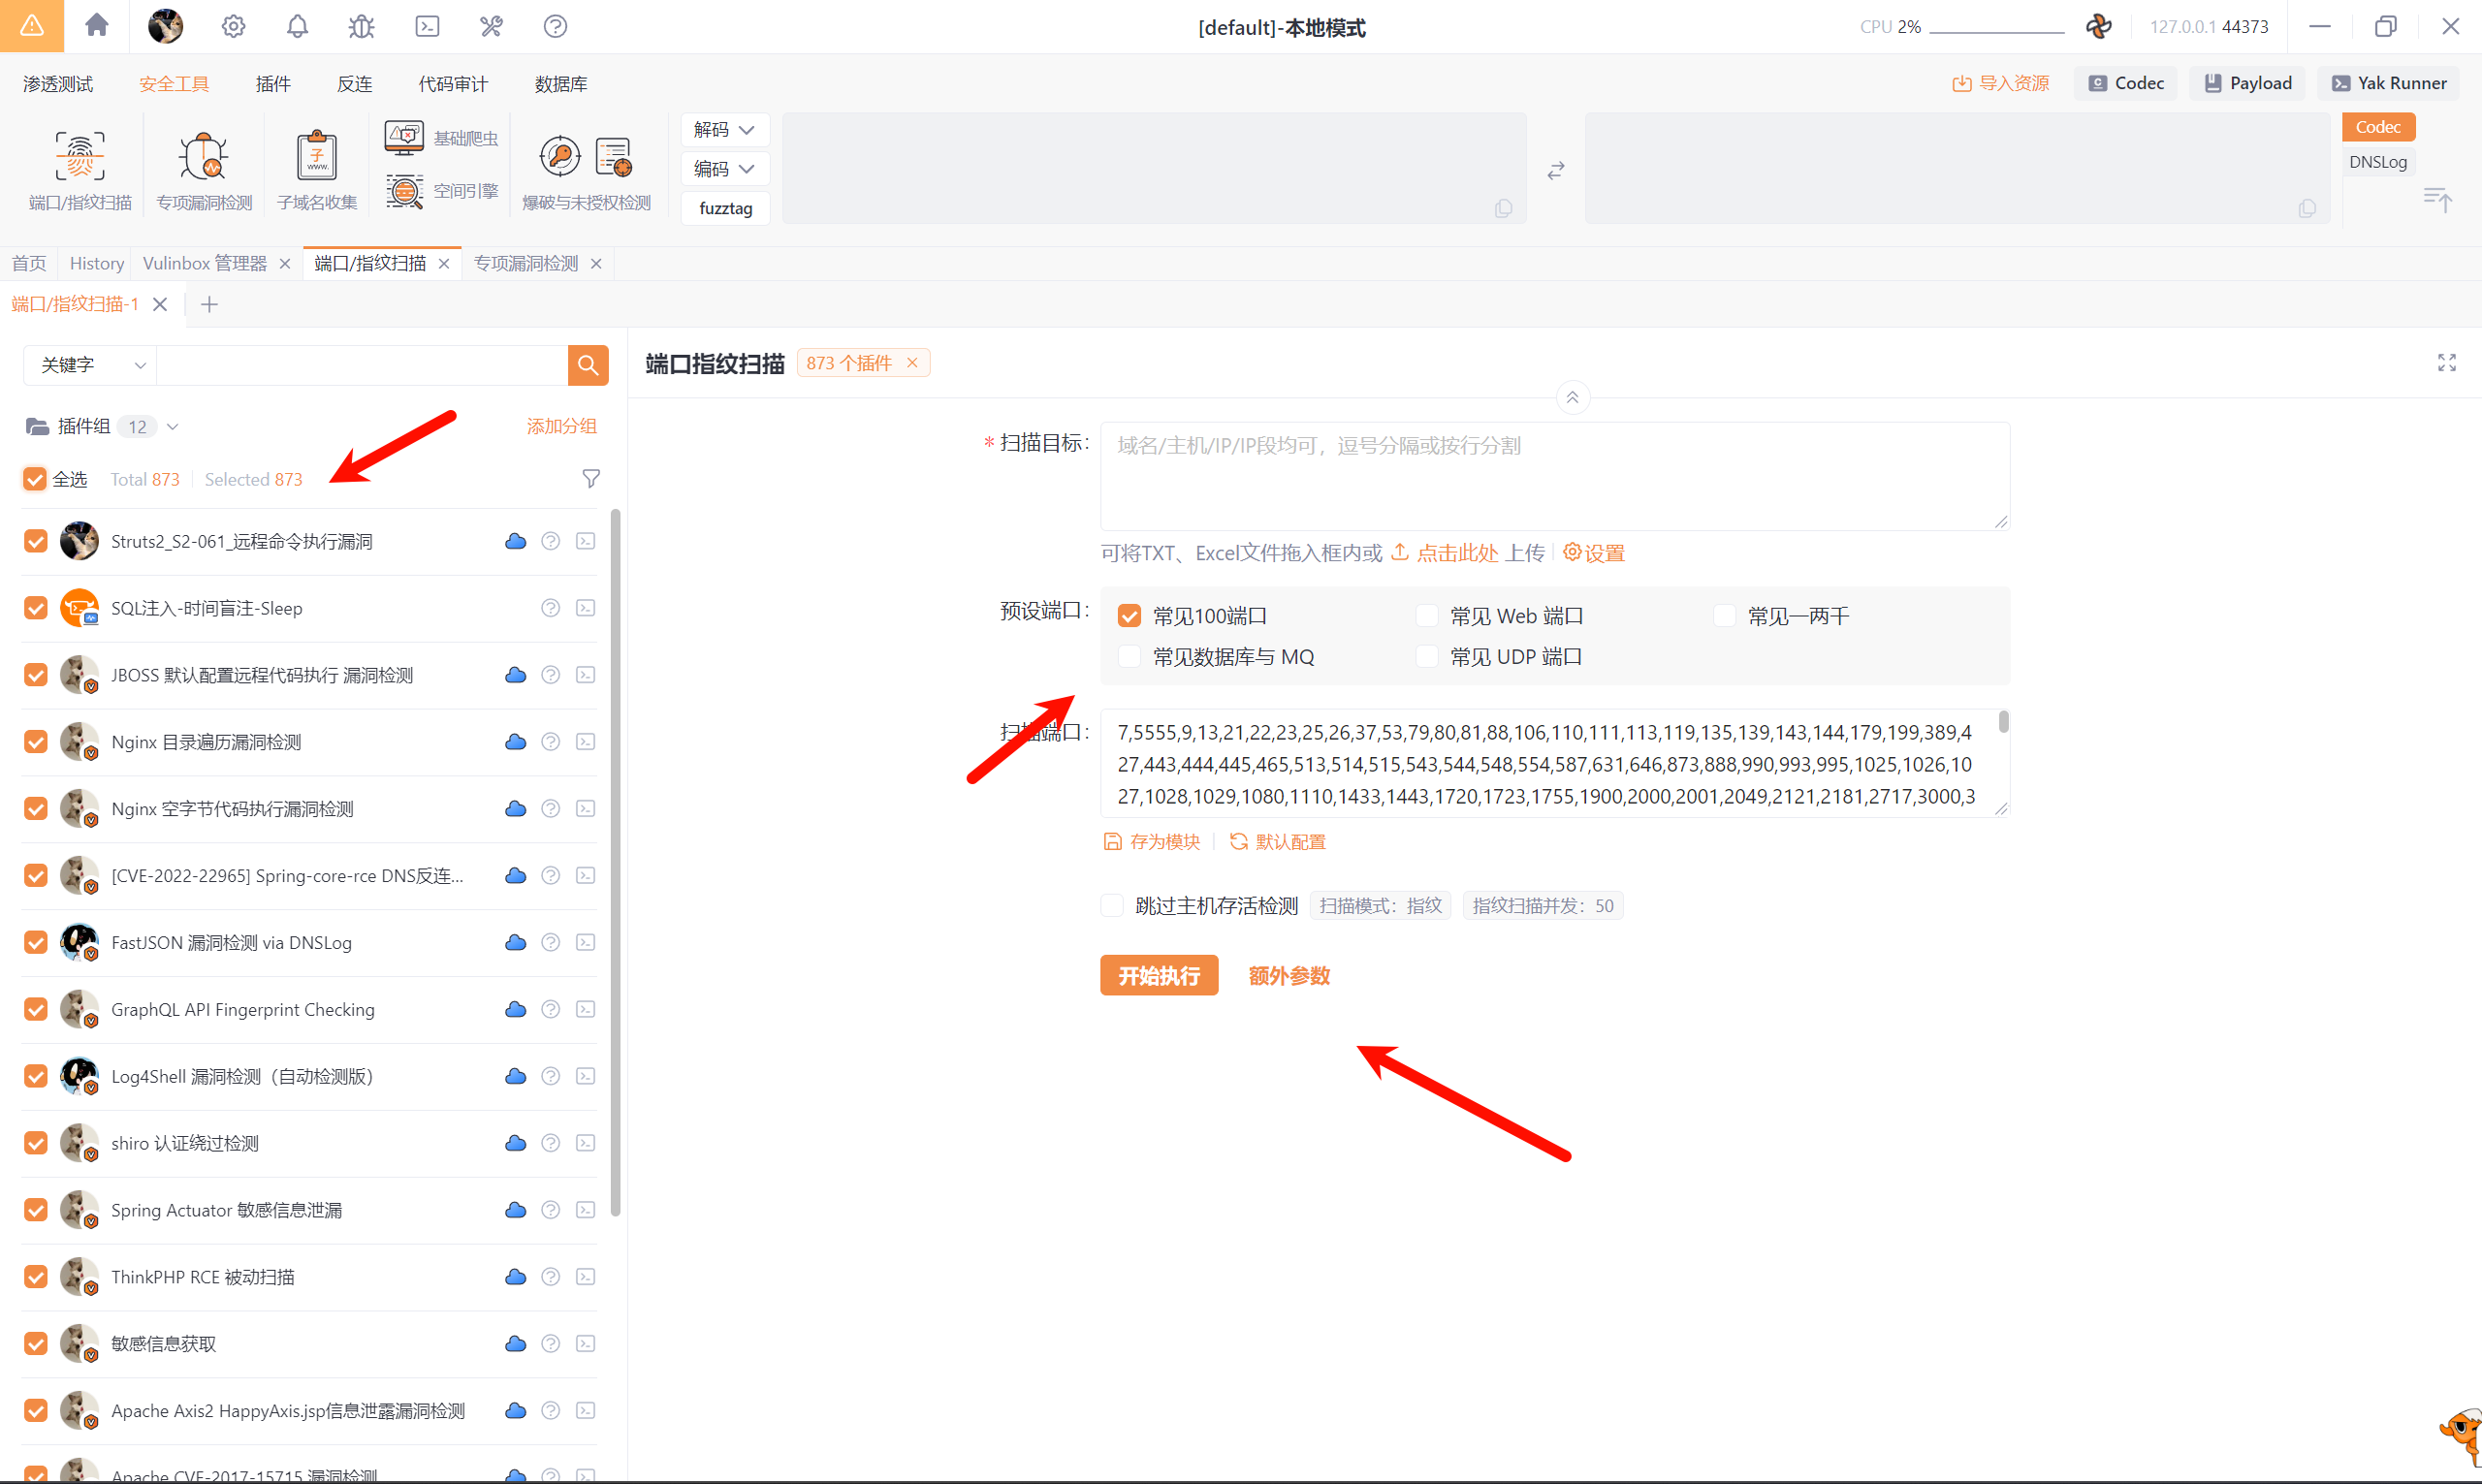 [default]-本地模式
CPU 2%
127.0.0.1 44373
渗透测试 安全工具 插件 反连 代码审计 数据库
导入资源 Codec Payload Yak Runner
端口/指纹扫描
专项漏洞检测
子
www.
子域名收集
基础爬虫
空间引擎
爆破与未授权检测
解码
编码
fuzztag
Codec
DNSLog
首页 History Vulinbox 管理器 端口/指纹扫描 专项漏洞检测
端口/指纹扫描-1
关键字
插件组 12 添加分组
全选 Total 873 Selected 873
Struts2_S2-061_远程命令执行漏洞
SQL注入-时间盲注-Sleep
JBOSS 默认配置远程代码执行 漏洞检测
Nginx 目录遍历漏洞检测
Nginx 空字节代码执行漏洞检测
[CVE-2022-22965] Spring-core-rce DNS反连...
FastJSON 漏洞检测 via DNSLog
GraphQL API Fingerprint Checking
Log4Shell 漏洞检测（自动检测版）
shiro 认证绕过检测
Spring Actuator 敏感信息泄漏
ThinkPHP RCE 被动扫描
敏感信息获取
Apache Axis2 HappyAxis.jsp信息泄露漏洞检测
Apache CVE-2017-15715 漏洞检测
端口指纹扫描 873 个插件
* 扫描目标: 域名/主机/IP/IP段均可，逗号分隔或按行分割
可将TXT、Excel文件拖入框内或 点击此处 上传 设置
预设端口: 常见100端口 常见 Web 端口 常见一两千
常见数据库与 MQ 常见 UDP 端口
扫描端口: 7,5555,9,13,21,22,23,25,26,37,53,79,80,81,88,106,110,111,113,119,135,139,143,144,179,199,389,4
27,443,444,445,465,513,514,515,543,544,548,554,587,631,646,873,888,990,993,995,1025,1026,10
27,1028,1029,1080,1110,1433,1443,1720,1723,1755,1900,2000,2001,2049,2121,2181,2717,3000,3
存为模块 默认配置
跳过主机存活检测 扫描模式：指纹 指纹扫描并发：50
开始执行 额外参数